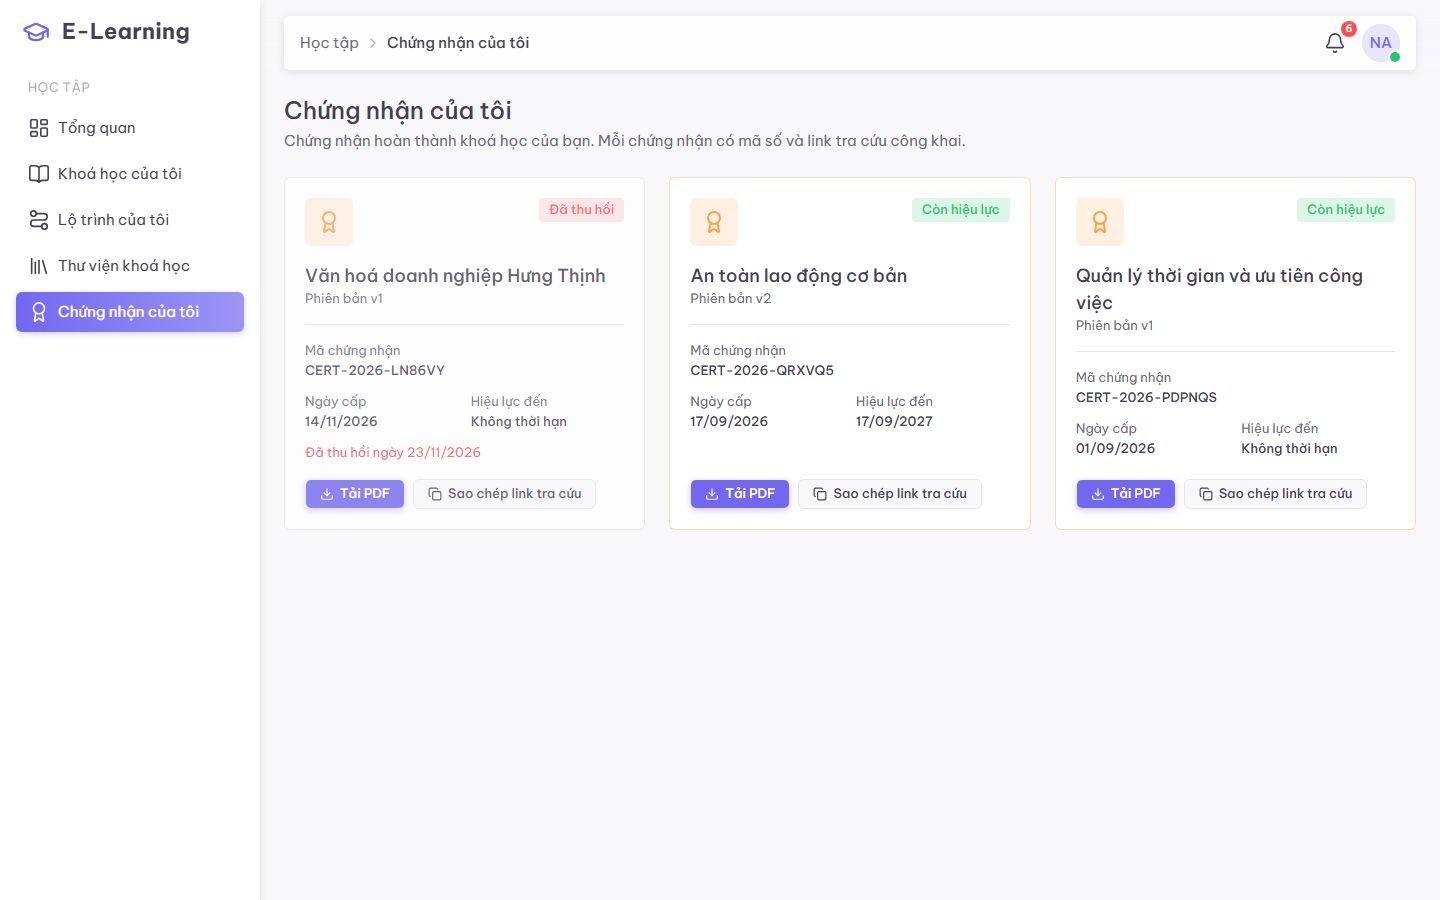 E-Learning
HỌC TẬP
Tổng quan
Khoá học của tôi
Lộ trình của tôi
Thư viện khoá học
Chứng nhận của tôi
Học tập > Chứng nhận của tôi
6
NA
Chứng nhận của tôi
Chứng nhận hoàn thành khoá học của bạn. Mỗi chứng nhận có mã số và link tra cứu công khai.
Đã thu hồi
Văn hoá doanh nghiệp Hưng Thịnh
Phiên bản v1
Mã chứng nhận
CERT-2026-LN86VY
Ngày cấp Hiệu lực đến
14/11/2026 Không thời hạn
Đã thu hồi ngày 23/11/2026
Tải PDF Sao chép link tra cứu
Còn hiệu lực
An toàn lao động cơ bản
Phiên bản v2
Mã chứng nhận
CERT-2026-QRXVQ5
Ngày cấp Hiệu lực đến
17/09/2026 17/09/2027
Tải PDF Sao chép link tra cứu
Còn hiệu lực
Quản lý thời gian và ưu tiên công
việc
Phiên bản v1
Mã chứng nhận
CERT-2026-PDPNQS
Ngày cấp Hiệu lực đến
01/09/2026 Không thời hạn
Tải PDF Sao chép link tra cứu